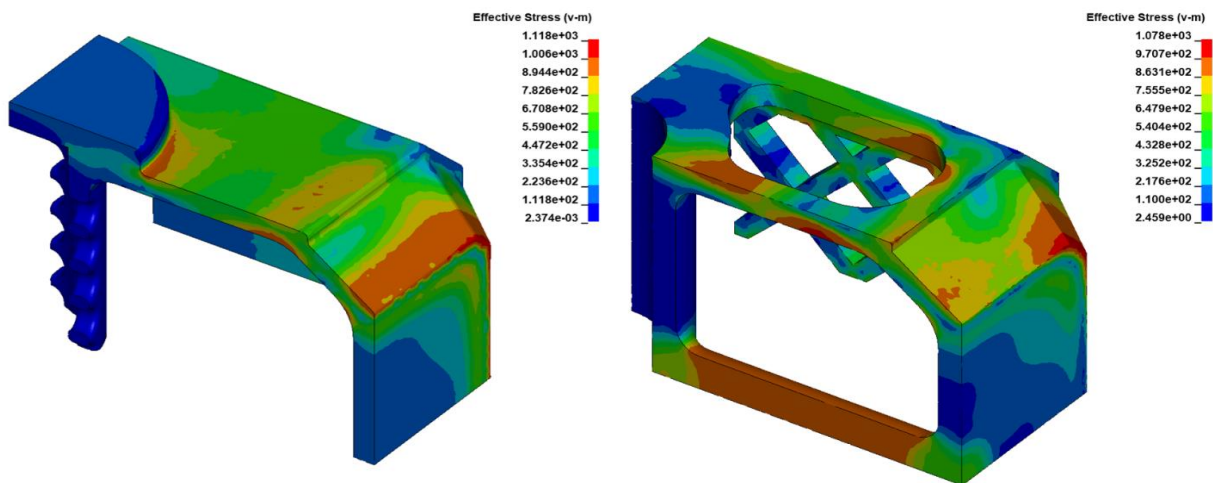 Effective Stress (v-m)
1.118e+03
1.006e+03
8.944e+02
7.826e+02
6.708e+02
5.590e+02
4.472e+02
3.354e+02
2.236e+02
1.118e+02
2.374e-03
Effective Stress (v-m)
1.078e+03
9.707e+02
8.631e+02
7.555e+02
6.479e+02
5.404e+02
4.328e+02
3.252e+02
2.176e+02
1.100e+02
2.459e+00